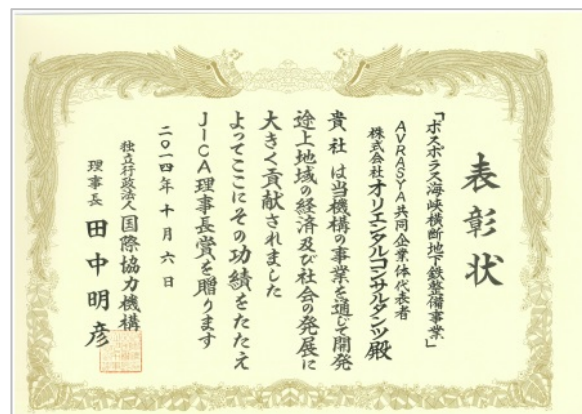 表彰状
「ボスポラス海峡横断地下鉄整備事業」
AVRASYA共同企業体代表者
株式会社オリエンタルコンサルタンツ殿
貴社は当機構の事業を通じて開発
途上地域の経済及び社会の発展に
大きく貢献されました
よってここにその功績をたたえ
JICA理事長賞を贈ります
二〇一四年十月六日
独立行政法人国際協力機構
理事長 田中明彦